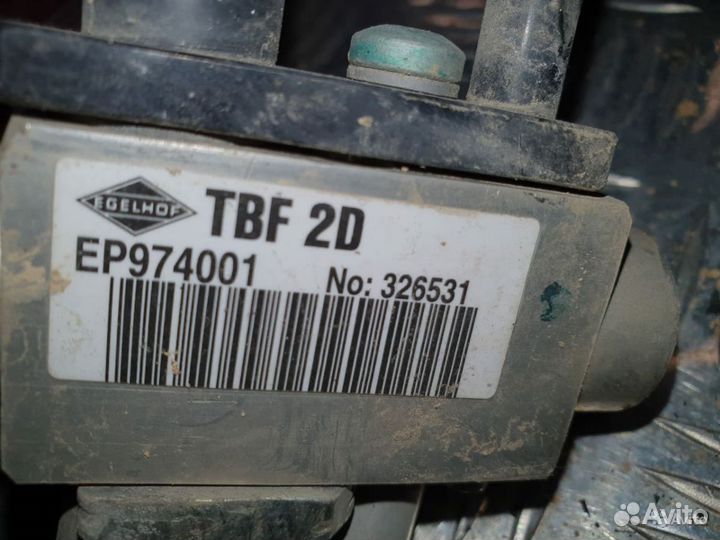 EGELHOF
TBF 2D
EP974001
No: 326531
Avito